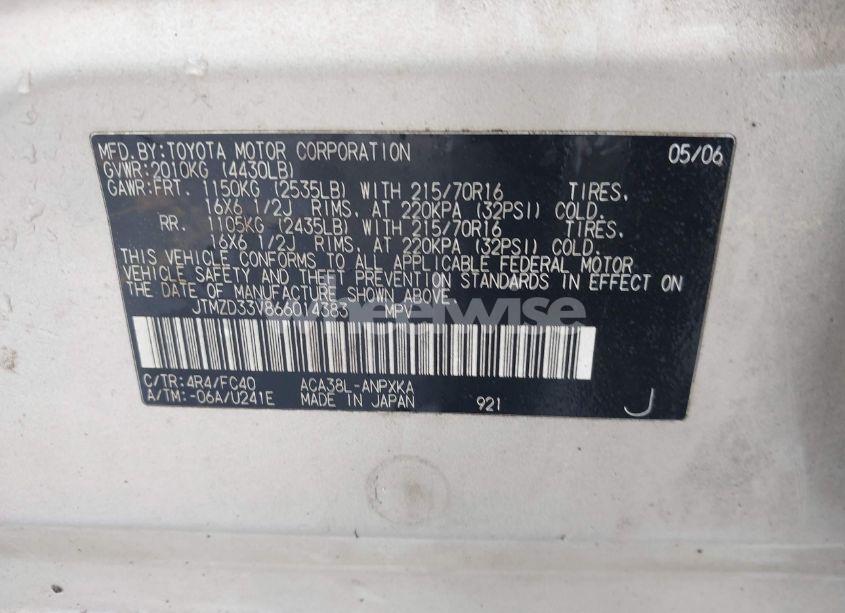 MFD.BY:TOYOTA MOTOR CORPORATION 05/06
GVWR:2010KG (4430LB)
GAWR:FRT. 1150KG (2535LB) WITH 215/70R16 TIRES,
16X6 1/2J RIMS, AT 220KPA (32PSI) COLD.
RR. 1105KG (2435LB) WITH 215/70R16 TIRES,
16X6 1/2J RIMS, AT 220KPA (32PSI) COLD.
THIS VEHICLE CONFORMS TO ALL APPLICABLE FEDERAL MOTOR
VEHICLE SAFETY AND THEFT PREVENTION STANDARDS IN EFFECT ON
THE DATE OF MANUFACTURE SHOWN ABOVE.
JTMZD33V866014383 MPV
wheelwise
C/TR:4R4/FC40 ACA38L-ANPXKA
A/TM:-06A/U241E MADE IN JAPAN 921 J